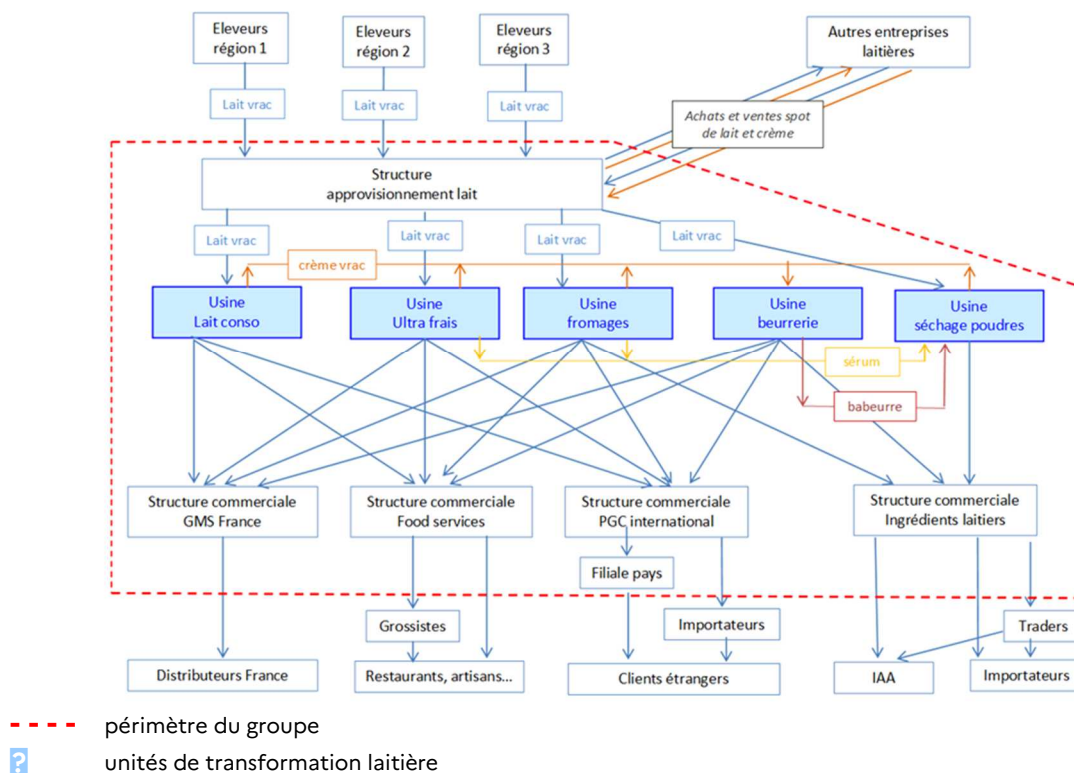 Eleveurs
région 1
Eleveurs
région 2
Eleveurs
région 3
Autres entreprises
laitières
Lait vrac
Lait vrac
Lait vrac
Achats et ventes spot
de lait et crème
Structure
approvisionnement lait
Lait vrac
Lait vrac
Lait vrac
Lait vrac
crème vrac
Usine
Lait conso
Usine
Ultra frais
Usine
fromages
Usine
beurrerie
Usine
séchage poudres
sérum
babeurre
Structure commerciale
GMS France
Structure commerciale
Food services
Structure commerciale
PGC international
Structure commerciale
Ingrédients laitiers
Filiale pays
Grossistes
Importateurs
Traders
Distributeurs France
Restaurants, artisans...
Clients étrangers
IAA
Importateurs
périmètre du groupe
? unités de transformation laitière